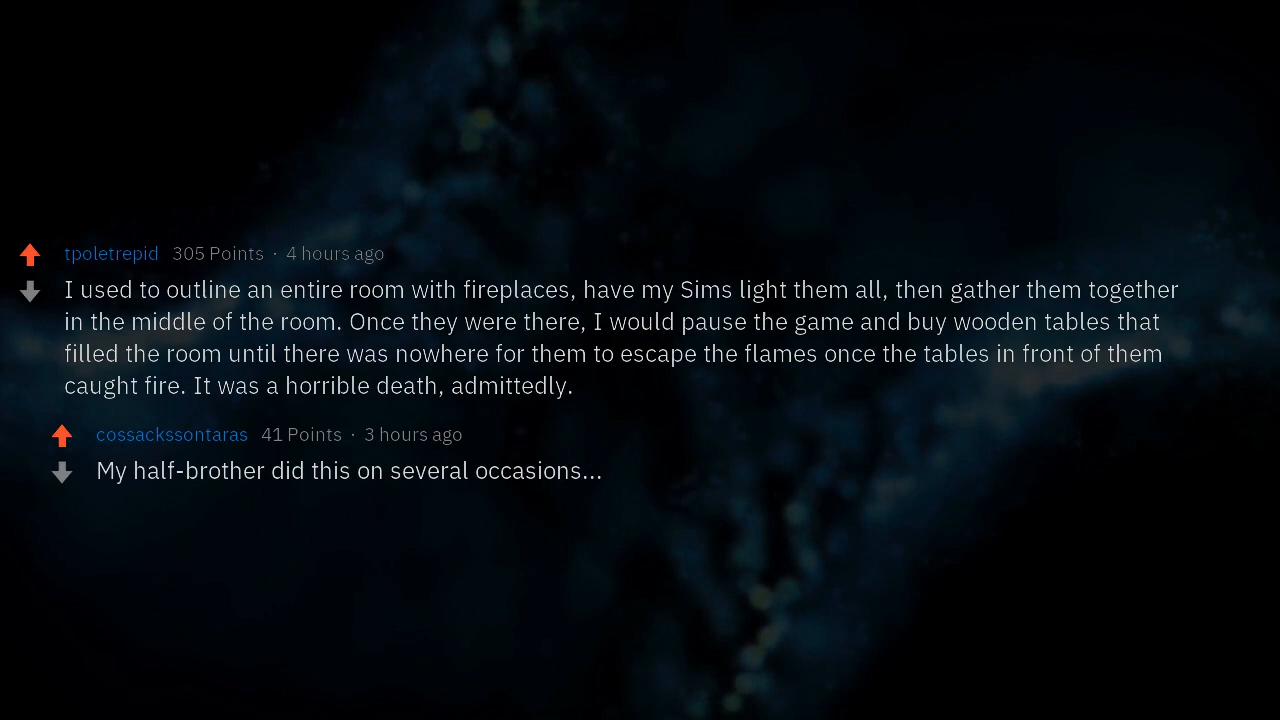 tpoletrepid 305 Points · 4 hours ago
I used to outline an entire room with fireplaces, have my Sims light them all, then gather them together
in the middle of the room. Once they were there, I would pause the game and buy wooden tables that
filled the room until there was nowhere for them to escape the flames once the tables in front of them
caught fire. It was a horrible death, admittedly.
cossackssontaras 41 Points · 3 hours ago
My half-brother did this on several occasions...